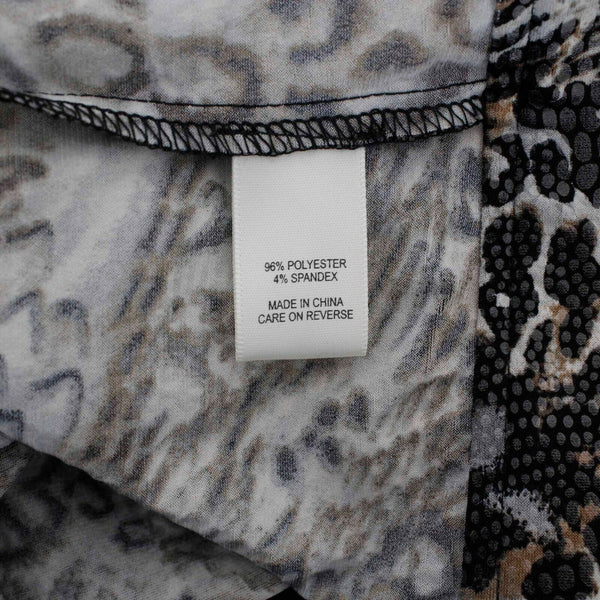 96% POLYESTER
4% SPANDEX
MADE IN CHINA
CARE ON REVERSE